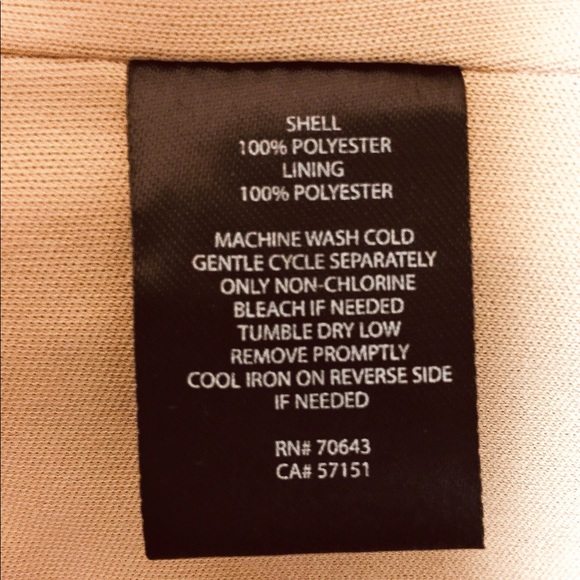 SHELL
100% POLYESTER
LINING
100% POLYESTER
MACHINE WASH COLD
GENTLE CYCLE SEPARATELY
ONLY NON-CHLORINE
BLEACH IF NEEDED
TUMBLE DRY LOW
REMOVE PROMPTLY
COOL IRON ON REVERSE SIDE
IF NEEDED
RN# 70643
CA# 57151